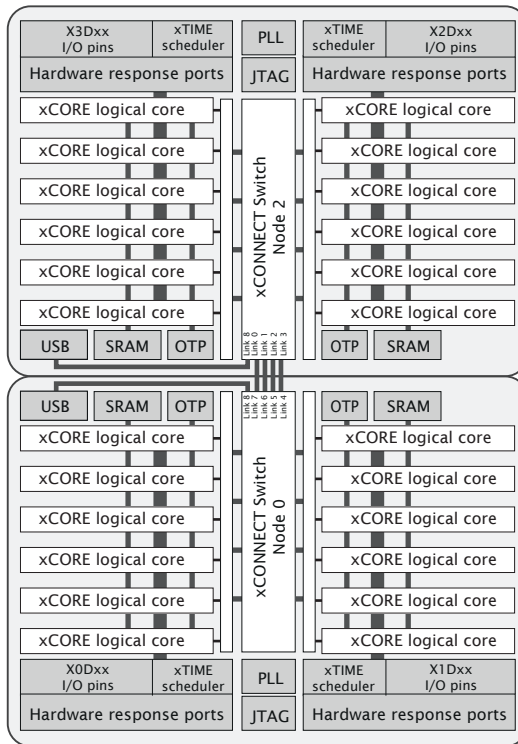 X3Dxx
I/O pins
xTIME
scheduler
PLL
xTIME
scheduler
X2Dxx
I/O pins
Hardware response ports
JTAG
Hardware response ports
xCORE logical core
xCORE logical core
xCORE logical core
xCORE logical core
xCORE logical core
xCORE logical core
xCONNECT Switch
Node 2
xCORE logical core
xCORE logical core
xCORE logical core
xCORE logical core
xCORE logical core
xCORE logical core
USB
SRAM
OTP
Link 8
Link 0
Link 1
Link 2
Link 3
OTP
SRAM
USB
SRAM
OTP
Link 8
Link 7
Link 6
Link 5
Link 4
OTP
SRAM
xCORE logical core
xCORE logical core
xCORE logical core
xCORE logical core
xCORE logical core
xCORE logical core
xCONNECT Switch
Node 0
xCORE logical core
xCORE logical core
xCORE logical core
xCORE logical core
xCORE logical core
xCORE logical core
X0Dxx
I/O pins
xTIME
scheduler
PLL
xTIME
scheduler
X1Dxx
I/O pins
Hardware response ports
JTAG
Hardware response ports